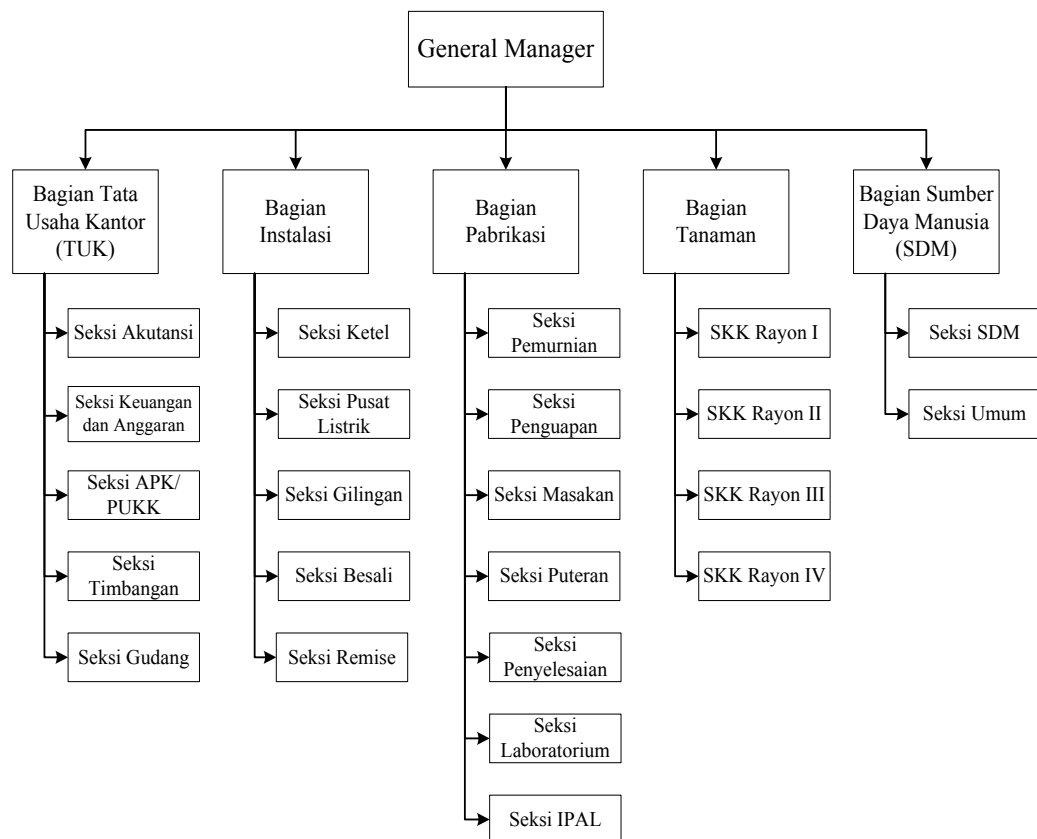 General Manager
Bagian Tata
Usaha Kantor
(TUK)
Bagian
Instalasi
Bagian
Pabrikasi
Bagian
Tanaman
Bagian Sumber
Daya Manusia
(SDM)
Seksi Akutansi
Seksi Keuangan
dan Anggaran
Seksi APK/
PUKK
Seksi
Timbangan
Seksi Gudang
Seksi Ketel
Seksi Pusat
Listrik
Seksi Gilingan
Seksi Besali
Seksi Remise
Seksi
Pemurnian
Seksi
Penguapan
Seksi Masakan
Seksi Puteran
Seksi
Penyelesaian
Seksi
Laboratorium
Seksi IPAL
SKK Rayon I
SKK Rayon II
SKK Rayon III
SKK Rayon IV
Seksi SDM
Seksi Umum